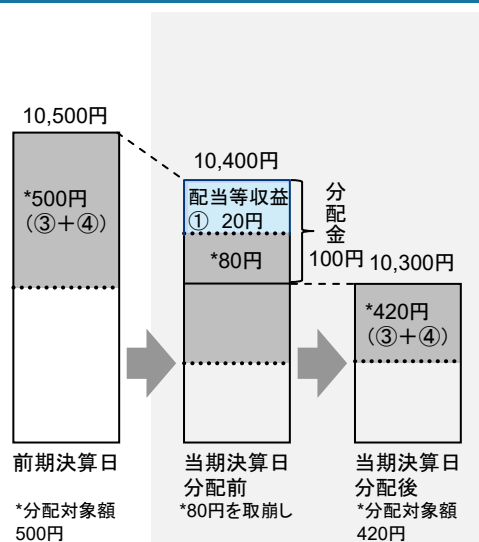 10,500円
*500円
(③+④)
前期決算日
*分配対象額
500円
10,400円
配当等収益
① 20円
*80円
分配金
100円
当期決算日
分配前
*80円を取崩し
10,300円
*420円
(③+④)
当期決算日
分配後
*分配対象額
420円